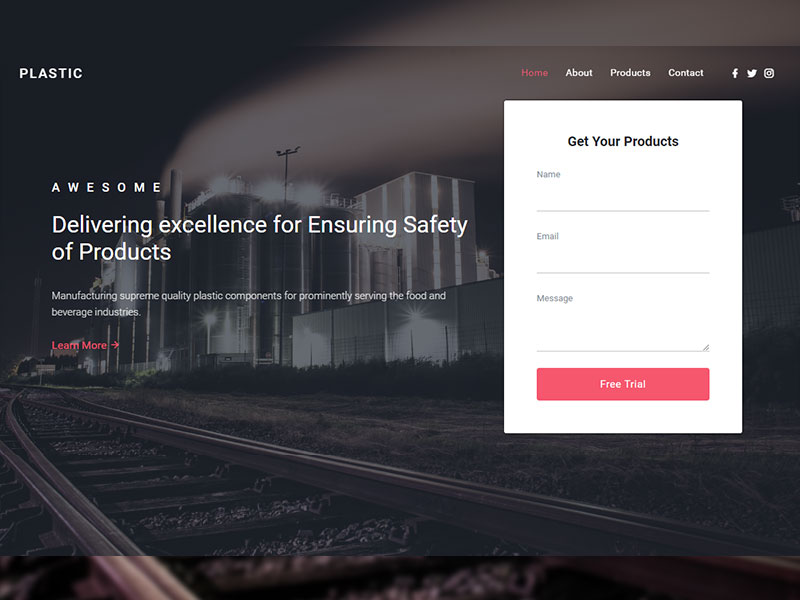 PLASTIC
Home About Products Contact
AWESOME
Delivering excellence for Ensuring Safety
of Products
Manufacturing supreme quality plastic components for prominently serving the food and
beverage industries.
Learn More →
Get Your Products
Name
Email
Message
Free Trial